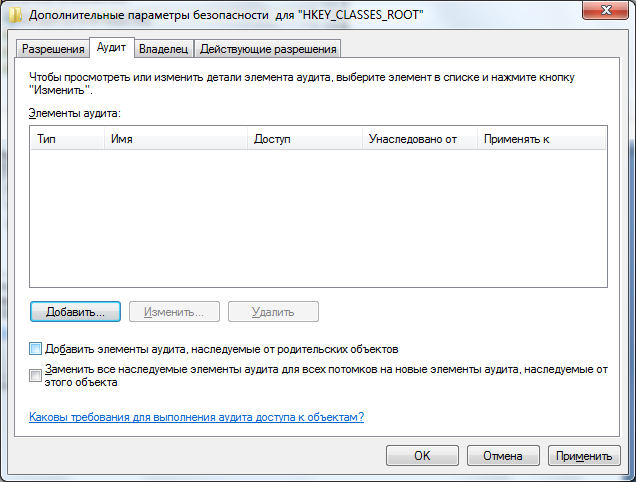 Дополнительные параметры безопасности для "HKEY_CLASSES_ROOT"
Разрешения Аудит Владелец Действующие разрешения
Чтобы просмотреть или изменить детали элемента аудита, выберите элемент в списке и нажмите кнопку
"Изменить".
Элементы аудита:
Тип Имя Доступ Унаследовано от Применять к
Добавить... Изменить... Удалить
Добавить элементы аудита, наследуемые от родительских объектов
Заменить все наследуемые элементы аудита для всех потомков на новые элементы аудита, наследуемые от
этого объекта
Каковы требования для выполнения аудита доступа к объектам?
OK Отмена Применить